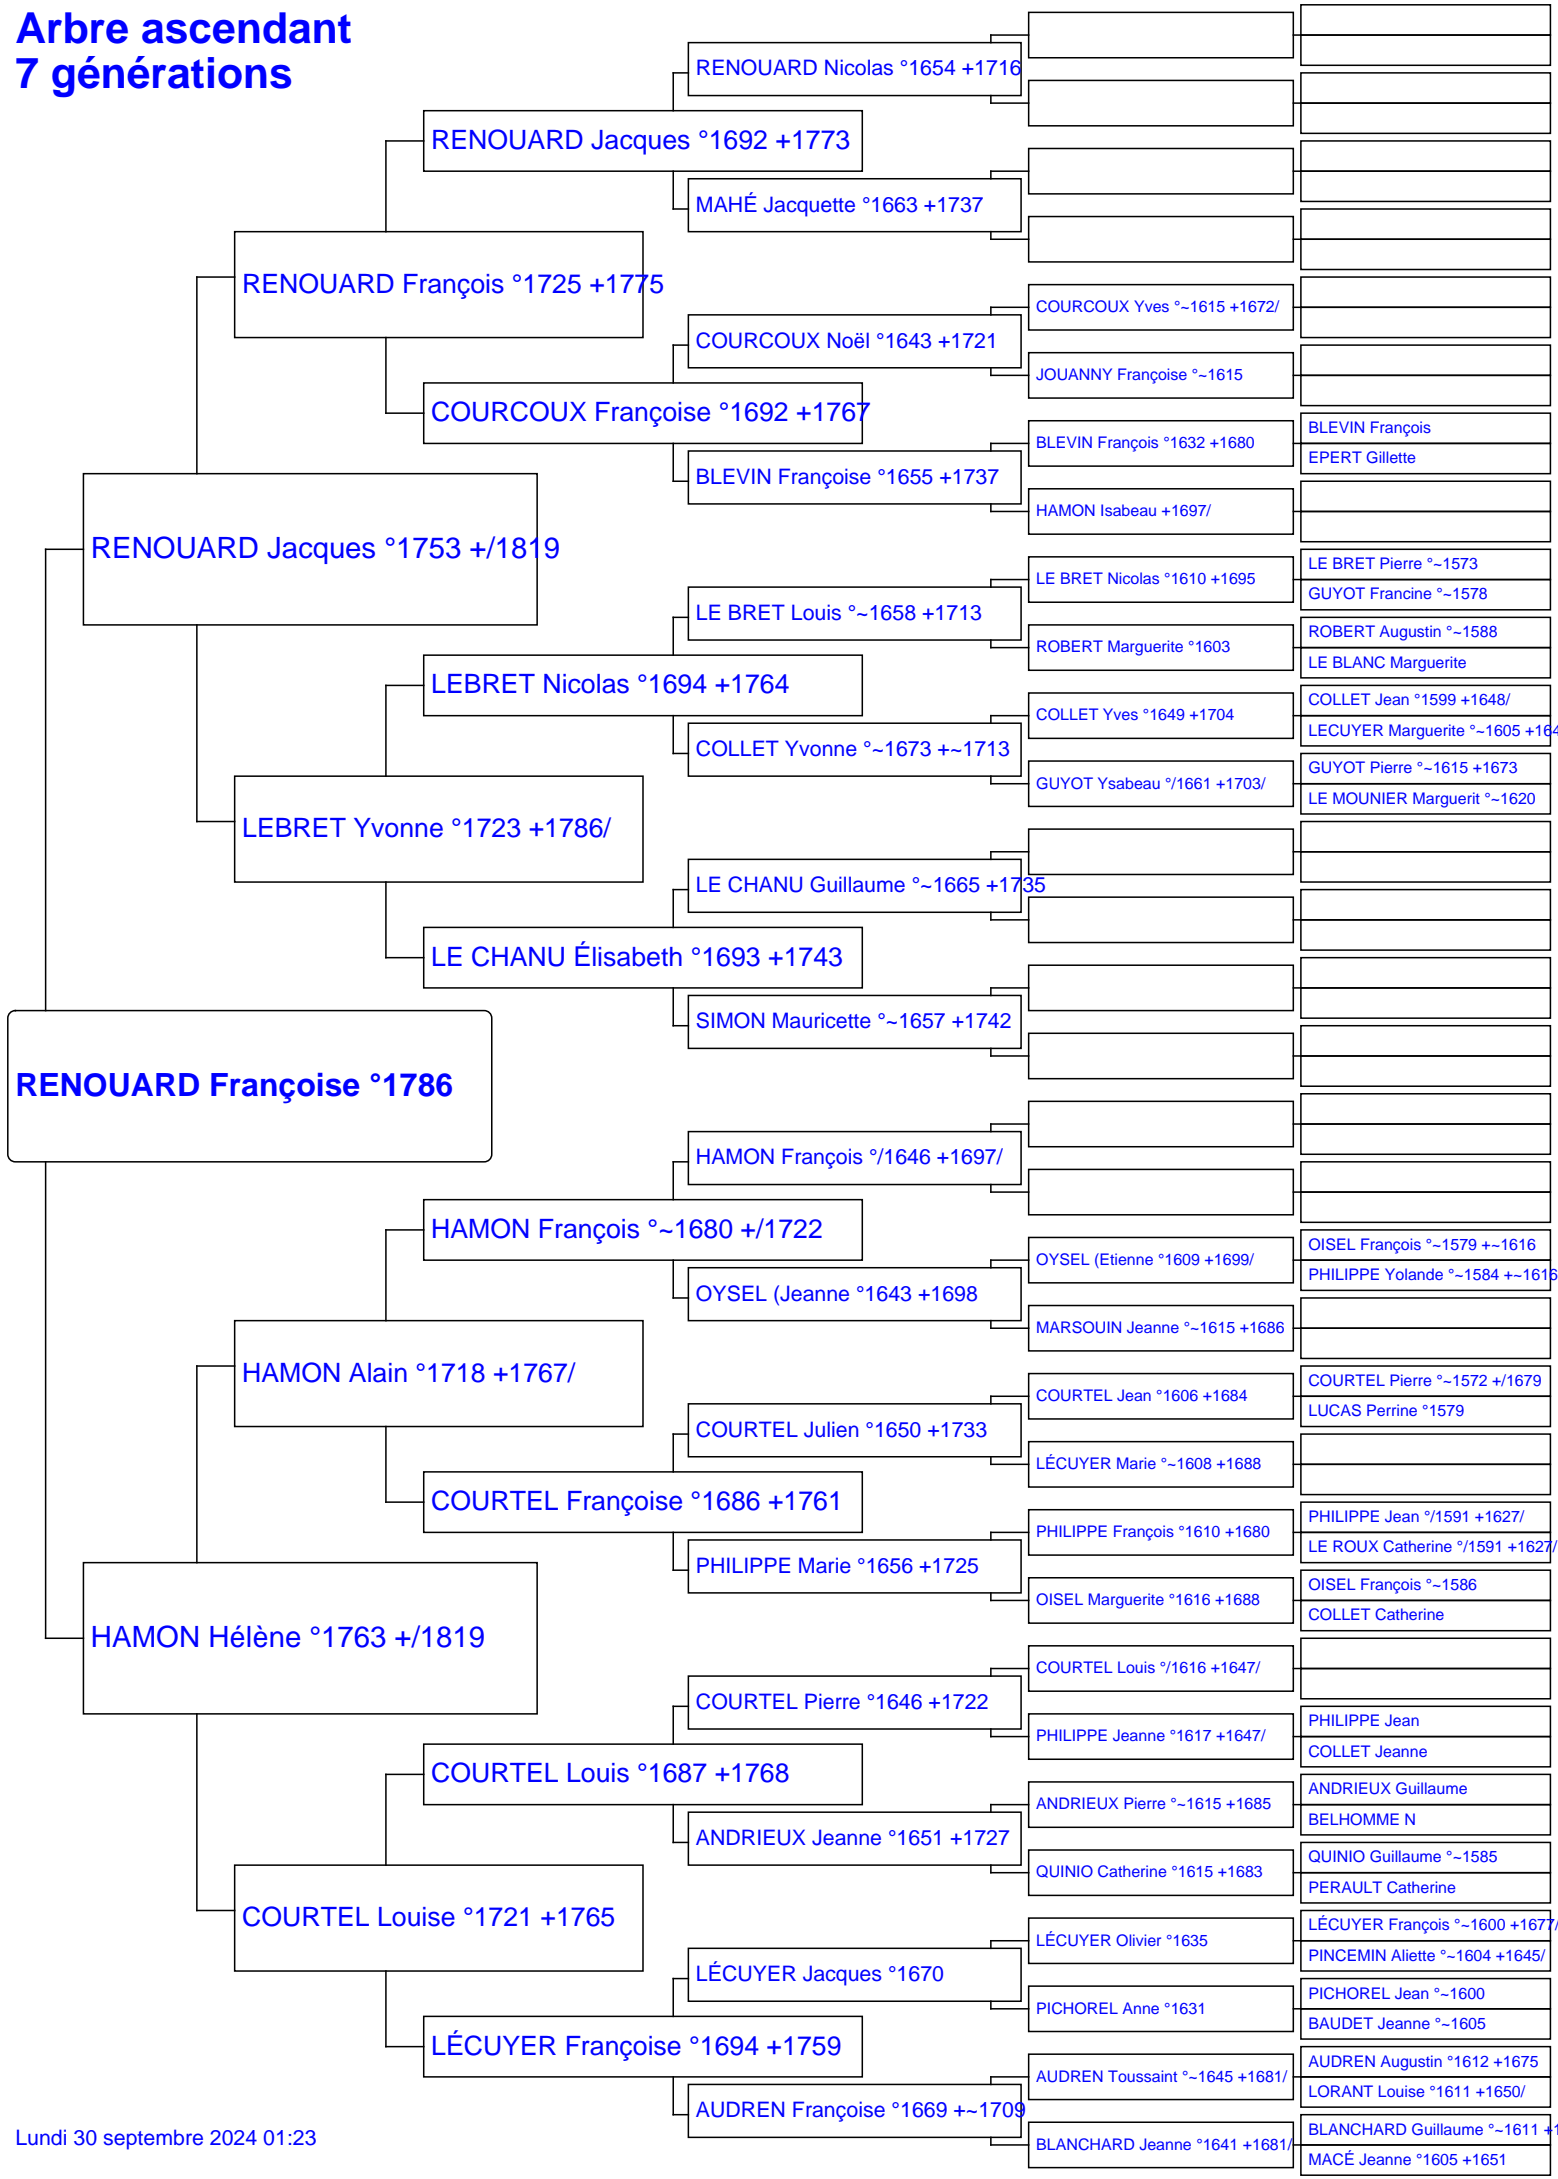 Arbre ascendant
7 générations
RENOUARD Nicolas °1654 +1716
RENOUARD Jacques °1692 +1773
MAHÉ Jacquette °1663 +1737
RENOUARD François °1725 +1775
COURCOUX Yves °~1615 +1672/
COURCOUX Noël °1643 +1721
JOUANNY Françoise °~1615
COURCOUX Françoise °1692 +1767
BLEVIN François
BLEVIN François °1632 +1680
EPERT Gillette
BLEVIN Françoise °1655 +1737
HAMON Isabeau +1697/
RENOUARD Jacques °1753 +/1819
LE BRET Pierre °~1573
LE BRET Nicolas °1610 +1695
GUYOT Francine °~1578
LE BRET Louis °~1658 +1713
ROBERT Augustin °~1588
ROBERT Marguerite °1603
LE BLANC Marguerite
LEBRET Nicolas °1694 +1764
COLLET Jean °1599 +1648/
COLLET Yves °1649 +1704
LECUYER Marguerite °~1605 +164
COLLET Yvonne °~1673 +~1713
GUYOT Pierre °~1615 +1673
GUYOT Ysabeau °/1661 +1703/
LE MOUNIER Marguerit °~1620
LEBRET Yvonne °1723 +1786/
LE CHANU Guillaume °~1665 +1735
LE CHANU Élisabeth °1693 +1743
SIMON Mauricette °~1657 +1742
RENOUARD Françoise °1786
HAMON François °/1646 +1697/
HAMON François °~1680 +/1722
OISEL François °~1579 +~1616
OYSEL (Etienne °1609 +1699/
PHILIPPE Yolande °~1584 +~1616
OYSEL (Jeanne °1643 +1698
MARSOUIN Jeanne °~1615 +1686
HAMON Alain °1718 +1767/
COURTEL Pierre °~1572 +/1679
COURTEL Jean °1606 +1684
LUCAS Perrine °1579
COURTEL Julien °1650 +1733
LÉCUYER Marie °~1608 +1688
COURTEL Françoise °1686 +1761
PHILIPPE Jean °/1591 +1627/
PHILIPPE François °1610 +1680
LE ROUX Catherine °/1591 +1627/
PHILIPPE Marie °1656 +1725
OISEL François °~1586
OISEL Marguerite °1616 +1688
COLLET Catherine
HAMON Hélène °1763 +/1819
COURTEL Louis °/1616 +1647/
COURTEL Pierre °1646 +1722
PHILIPPE Jean
PHILIPPE Jeanne °1617 +1647/
COLLET Jeanne
COURTEL Louis °1687 +1768
ANDRIEUX Guillaume
ANDRIEUX Pierre °~1615 +1685
BELHOMME N
ANDRIEUX Jeanne °1651 +1727
QUINIO Guillaume °~1585
QUINIO Catherine °1615 +1683
PERAULT Catherine
COURTEL Louise °1721 +1765
LÉCUYER François °~1600 +1677/
LÉCUYER Olivier °1635
PINCEMIN Aliette °~1604 +1645/
LÉCUYER Jacques °1670
PICHOREL Jean °~1600
PICHOREL Anne °1631
BAUDET Jeanne °~1605
LÉCUYER Françoise °1694 +1759
AUDREN Augustin °1612 +1675
AUDREN Toussaint °~1645 +1681/
LORANT Louise °1611 +1650/
AUDREN Françoise °1669 +~1709
BLANCHARD Guillaume °~1611 +1
BLANCHARD Jeanne °1641 +1681/
MACÉ Jeanne °1605 +1651
Lundi 30 septembre 2024 01:23